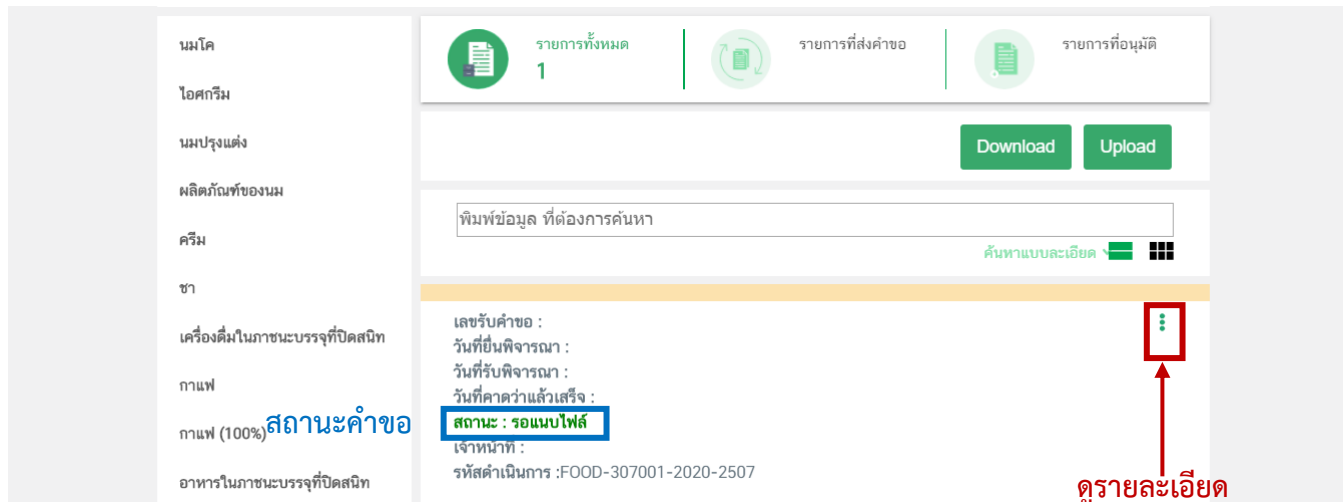 นมโค
ไอศกรีม
นมปรุงแต่ง
ผลิตภัณฑ์ของนม
ครีม
ชา
เครื่องดื่มในภาชนะบรรจุที่ปิดสนิท
กาแฟ
กาแฟ (100%)
อาหารในภาชนะบรรจุที่ปิดสนิท
รายการทั้งหมด
1
รายการที่ส่งคำขอ
รายการที่อนุมัติ
Download
Upload
พิมพ์ข้อมูล ที่ต้องการค้นหา
ค้นหาแบบละเอียด
เลขรับคำขอ :
วันที่ยื่นพิจารณา :
วันที่รับพิจารณา :
วันที่คาดว่าแล้วเสร็จ :
สถานะคำขอ
สถานะ : รอแนบไฟล์
เจ้าหน้าที่ :
รหัสดำเนินการ :FOOD-307001-2020-2507
ดูรายละเอียด